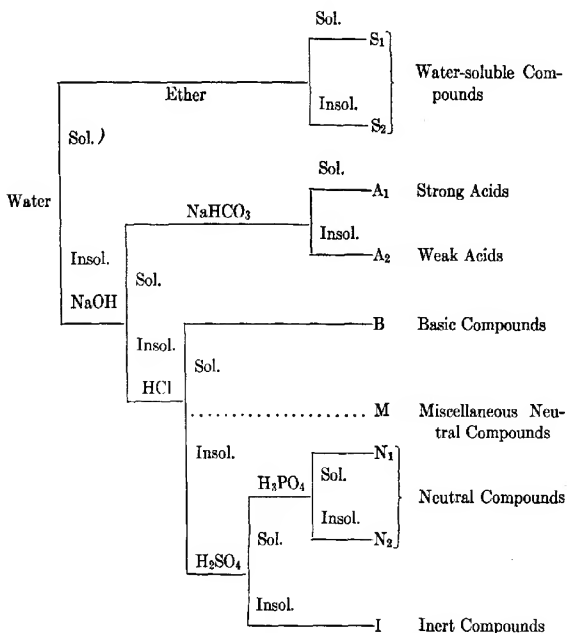 Sol.
S1
Water-soluble Com-
pounds
Ether
Insol.
S2
Sol.)
Sol.
A1 Strong Acids
Water
NaHCO3
Insol.
A2 Weak Acids
Insol.
Sol.
NaOH
B Basic Compounds
Insol.
Sol.
HCl
M Miscellaneous Neu-
tral Compounds
Insol.
N1
H3PO4
Sol.
Neutral Compounds
Insol.
Sol.
N2
H2SO4
Insol.
I Inert Compounds